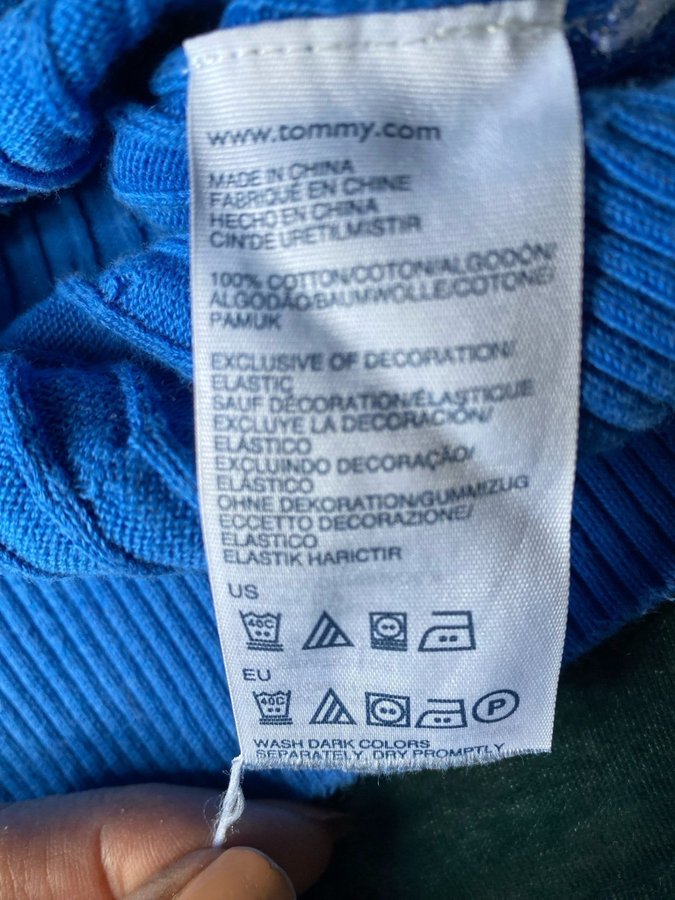 www.tommy.com
MADE IN CHINA
FABRIQUÉ EN CHINE
HECHO EN CHINA
CIN'DE URETILMISTIR
100% COTTON/COTON/ALGODÓN/
ALGODÃO/BAUMWOLLE/COTONE/
PAMUK
EXCLUSIVE OF DECORATION/
ELASTIC
SAUF DÉCORATION/ÉLASTIQUE
EXCLUYE LA DECORACIÓN/
ELÁSTICO
EXCLUINDO DECORAÇÃO/
ELÁSTICO
OHNE DEKORATION/GUMMIZUG
ECCETTO DECORAZIONE/
ELASTICO
ELASTIK HARICTIR
US
40C
EU
40C P
WASH DARK COLORS
SEPARATELY, DRY PROMPTLY